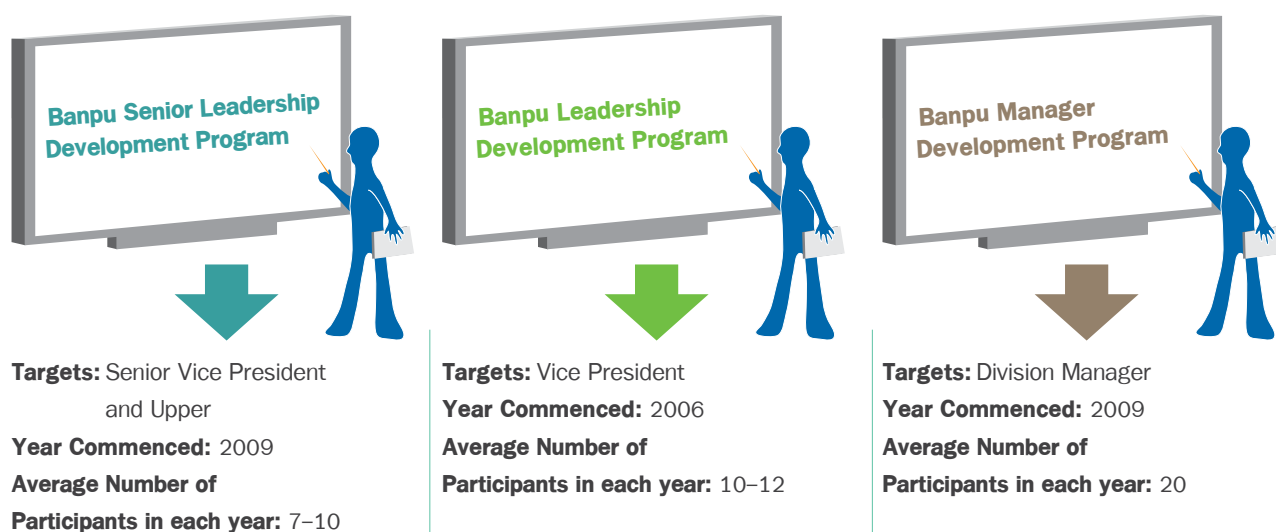 Banpu Senior Leadership
Development Program
Targets: Senior Vice President
and Upper
Year Commenced: 2009
Average Number of
Participants in each year: 7–10
Banpu Leadership
Development Program
Targets: Vice President
Year Commenced: 2006
Average Number of
Participants in each year: 10–12
Banpu Manager
Development Program
Targets: Division Manager
Year Commenced: 2009
Average Number of
Participants in each year: 20